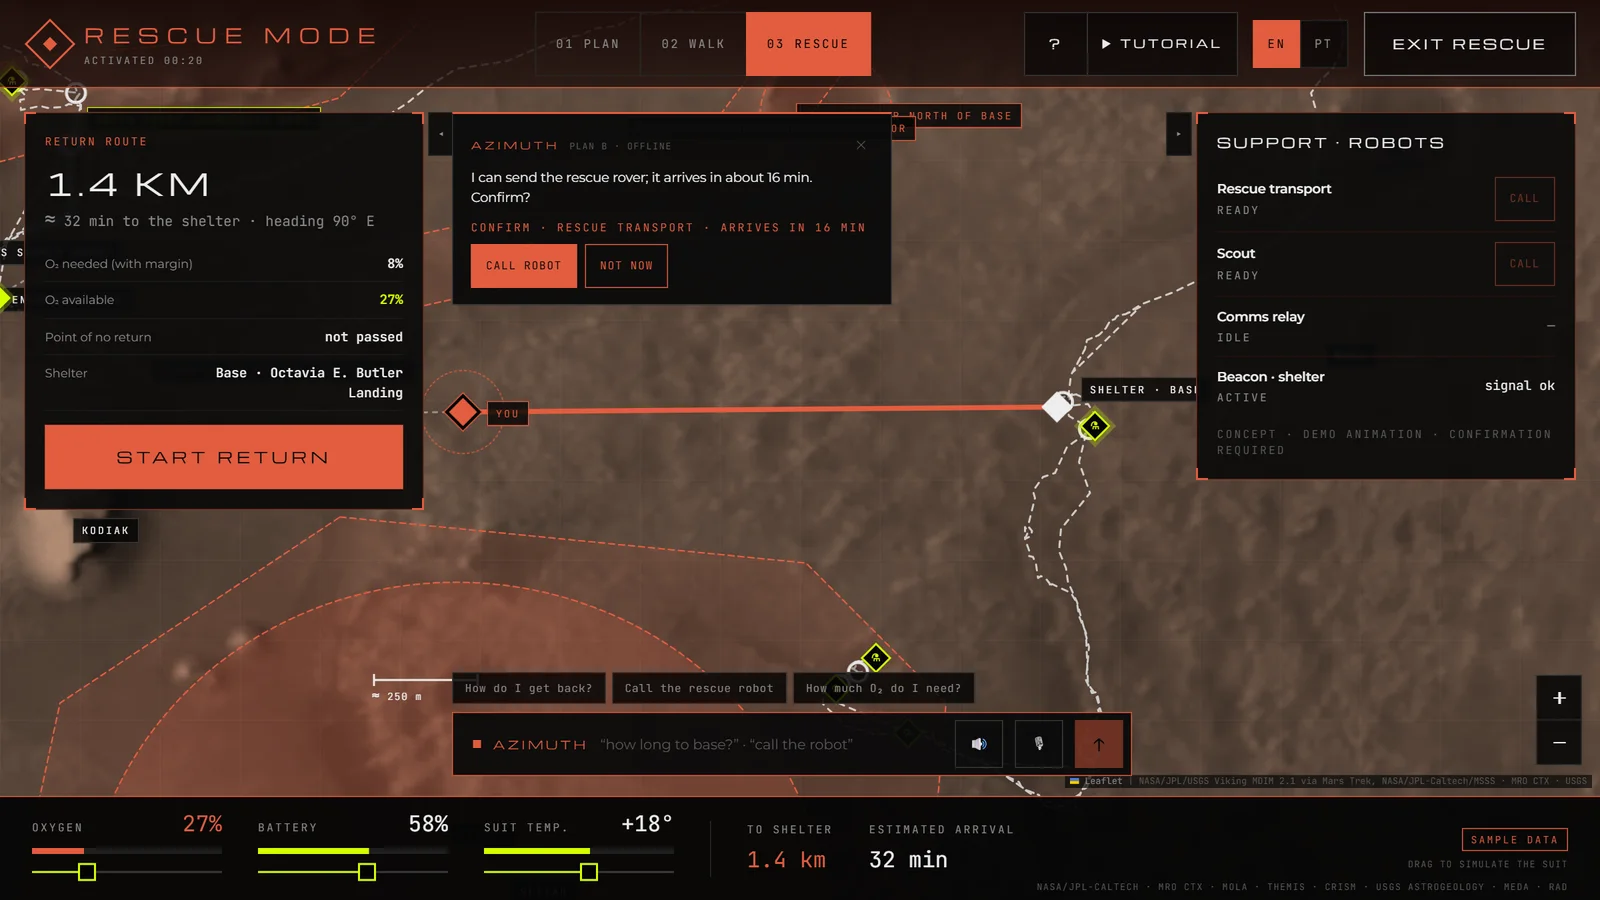 RESCUE MODE
ACTIVATED 00:20
01 PLAN
02 WALK
03 RESCUE
?
▶ TUTORIAL
EN
PT
EXIT RESCUE
NORTH OF BASE
OR
RETURN ROUTE
1.4 KM
≈ 32 min to the shelter · heading 90° E
O₂ needed (with margin)
8%
O₂ available
27%
Point of no return
not passed
Shelter
Base · Octavia E. Butler
Landing
START RETURN
AZIMUTH
PLAN B · OFFLINE
I can send the rescue rover; it arrives in about 16 min.
Confirm?
CONFIRM · RESCUE TRANSPORT · ARRIVES IN 16 MIN
CALL ROBOT
NOT NOW
SUPPORT · ROBOTS
Rescue transport
READY
CALL
Scout
READY
CALL
Comms relay
IDLE
–
Beacon · shelter
ACTIVE
signal ok
CONCEPT · DEMO ANIMATION · CONFIRMATION
REQUIRED
YOU
SHELTER · BASE
KODIAK
≈ 250 m
How do I get back?
Call the rescue robot
How much O₂ do I need?
AZIMUTH
“how long to base?” · “call the robot”
+
−
Leaflet | NASA/JPL/USGS Viking MDIM 2.1 via Mars Trek, NASA/JPL-Caltech/MSSS · MRO CTX · USGS
OXYGEN
27%
BATTERY
58%
SUIT TEMP.
+18°
TO SHELTER
1.4 km
ESTIMATED ARRIVAL
32 min
SAMPLE DATA
DRAG TO SIMULATE THE SUIT
NASA/JPL-CALTECH · MRO CTX · MOLA · THEMIS · CRISM · USGS ASTROGEOLOGY · MEDA · RAD